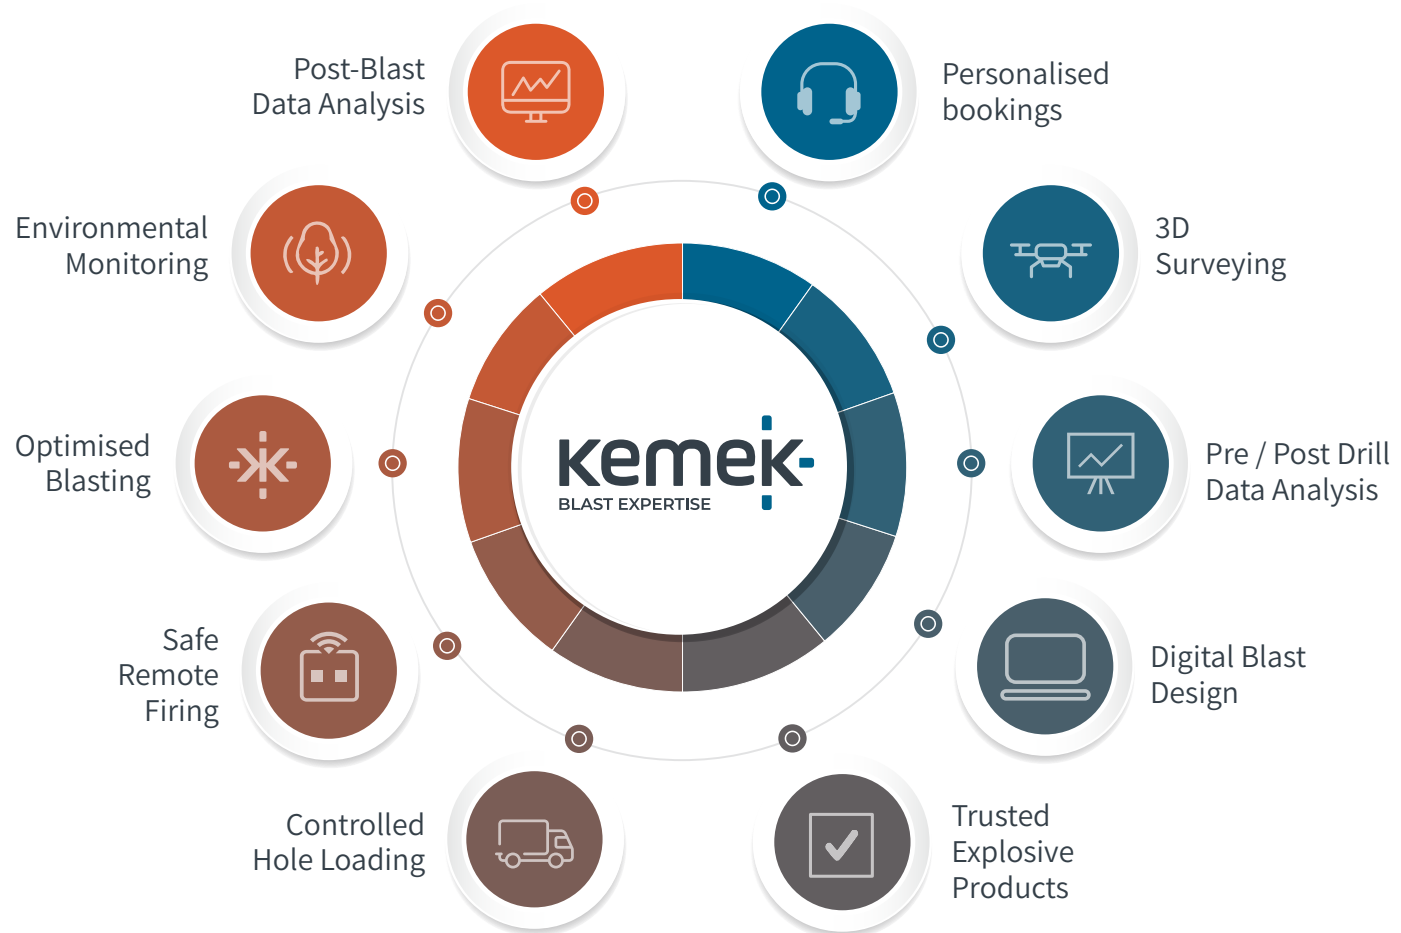 Post-Blast
Data Analysis
Personalised
bookings
Environmental
Monitoring
3D
Surveying
Optimised
Blasting
kemek
BLAST EXPERTISE
Pre / Post Drill
Data Analysis
Safe
Remote
Firing
Digital Blast
Design
Controlled
Hole Loading
Trusted
Explosive
Products